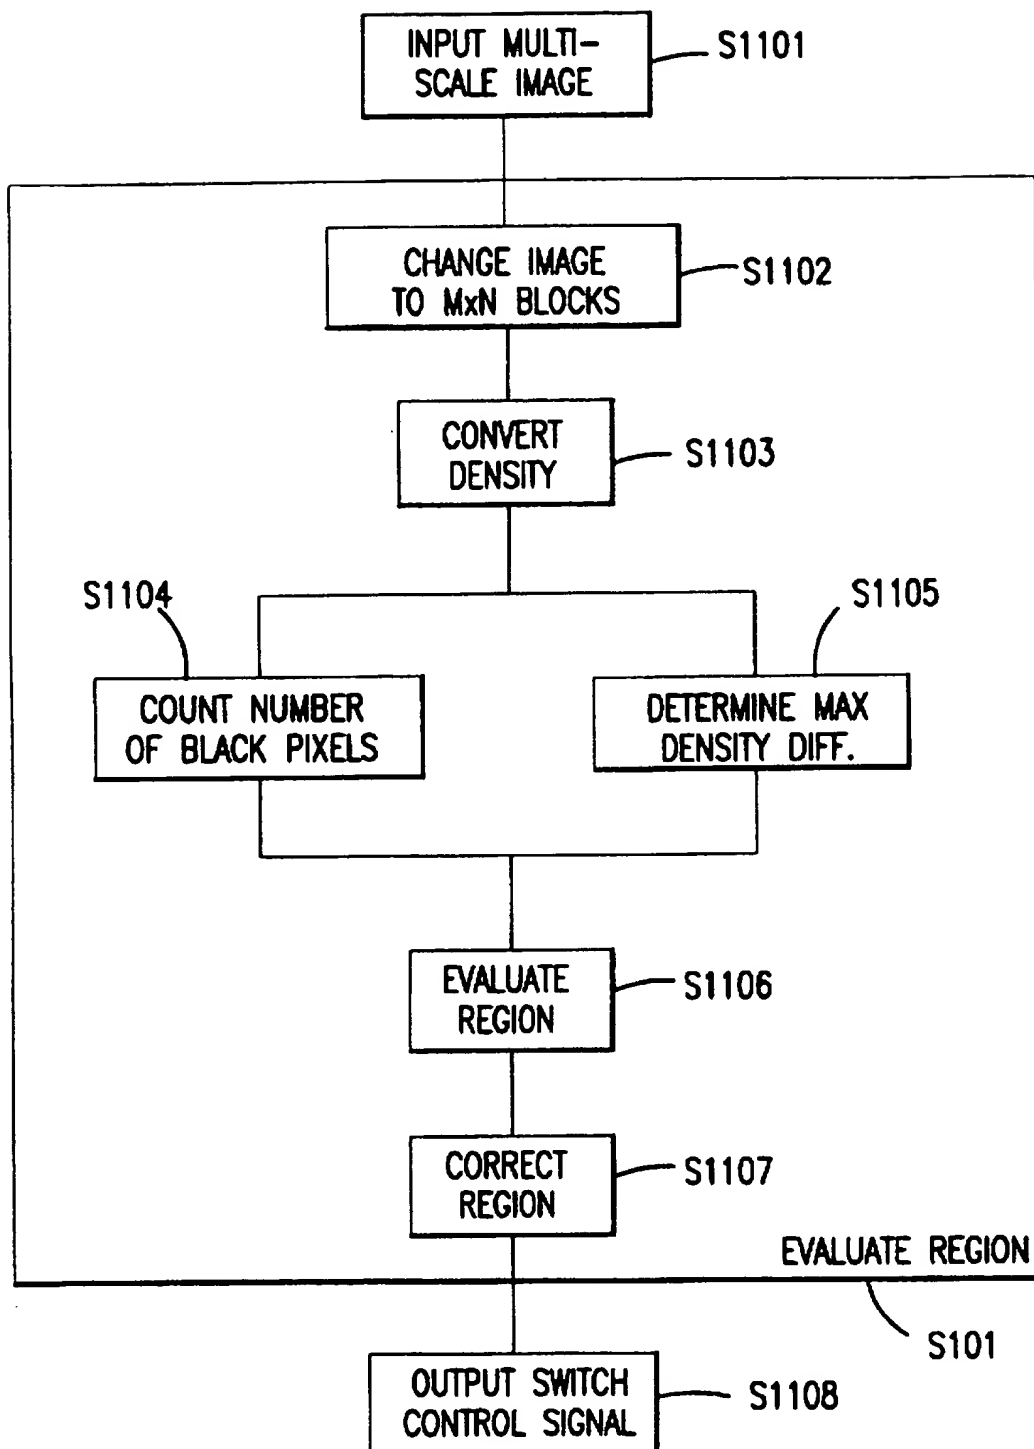 INPUT MULTI-
SCALE IMAGE
S1101
CHANGE IMAGE
TO MxN BLOCKS
S1102
CONVERT
DENSITY
S1103
S1104
S1105
COUNT NUMBER
OF BLACK PIXELS
DETERMINE MAX
DENSITY DIFF.
EVALUATE
REGION
S1106
CORRECT
REGION
S1107
EVALUATE REGION
S101
OUTPUT SWITCH
CONTROL SIGNAL
S1108